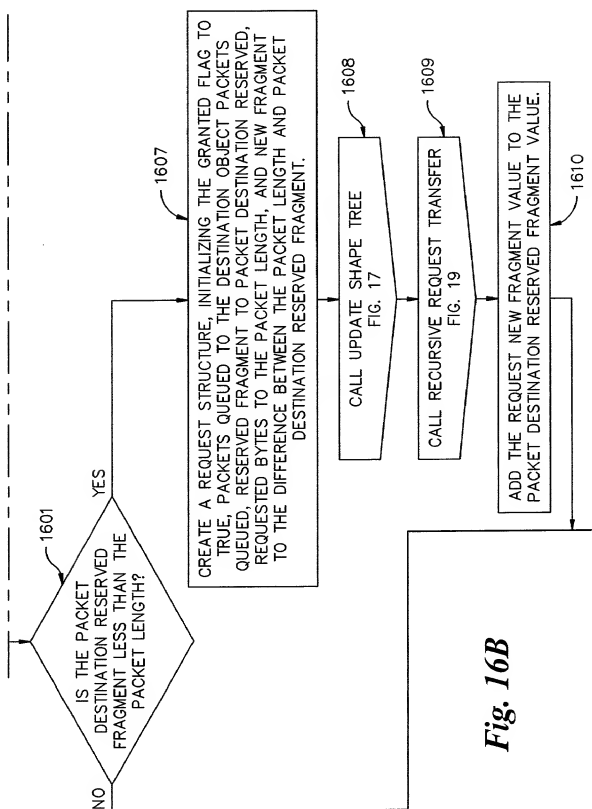 1601
IS THE PACKET
DESTINATION RESERVED
FRAGMENT LESS THAN THE
PACKET LENGTH?
NO
YES
1607
CREATE A REQUEST STRUCTURE, INITIALIZING THE GRANTED FLAG TO
TRUE, PACKETS QUEUED TO THE DESTINATION OBJECT PACKETS
QUEUED, RESERVED FRAGMENT TO PACKET DESTINATION RESERVED,
REQUESTED BYTES TO THE PACKET LENGTH, AND NEW FRAGMENT
TO THE DIFFERENCE BETWEEN THE PACKET LENGTH AND PACKET
DESTINATION RESERVED FRAGMENT.
1608
CALL UPDATE SHAPE TREE
FIG. 17
1609
CALL RECURSIVE REQUEST TRANSFER
FIG. 19
1610
ADD THE REQUEST NEW FRAGMENT VALUE TO THE
PACKET DESTINATION RESERVED FRAGMENT VALUE.
Fig. 16B